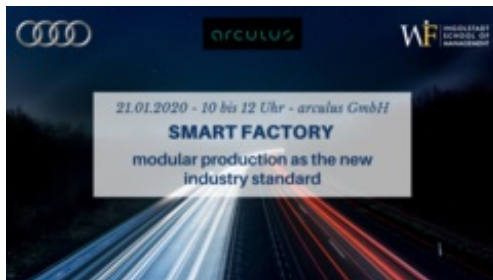 arculus
WF INGOLSTADT
SCHOOL OF
MANAGEMENT
21.01.2020 - 10 bis 12 Uhr - arculus GmbH
SMART FACTORY
modular production as the new
industry standard